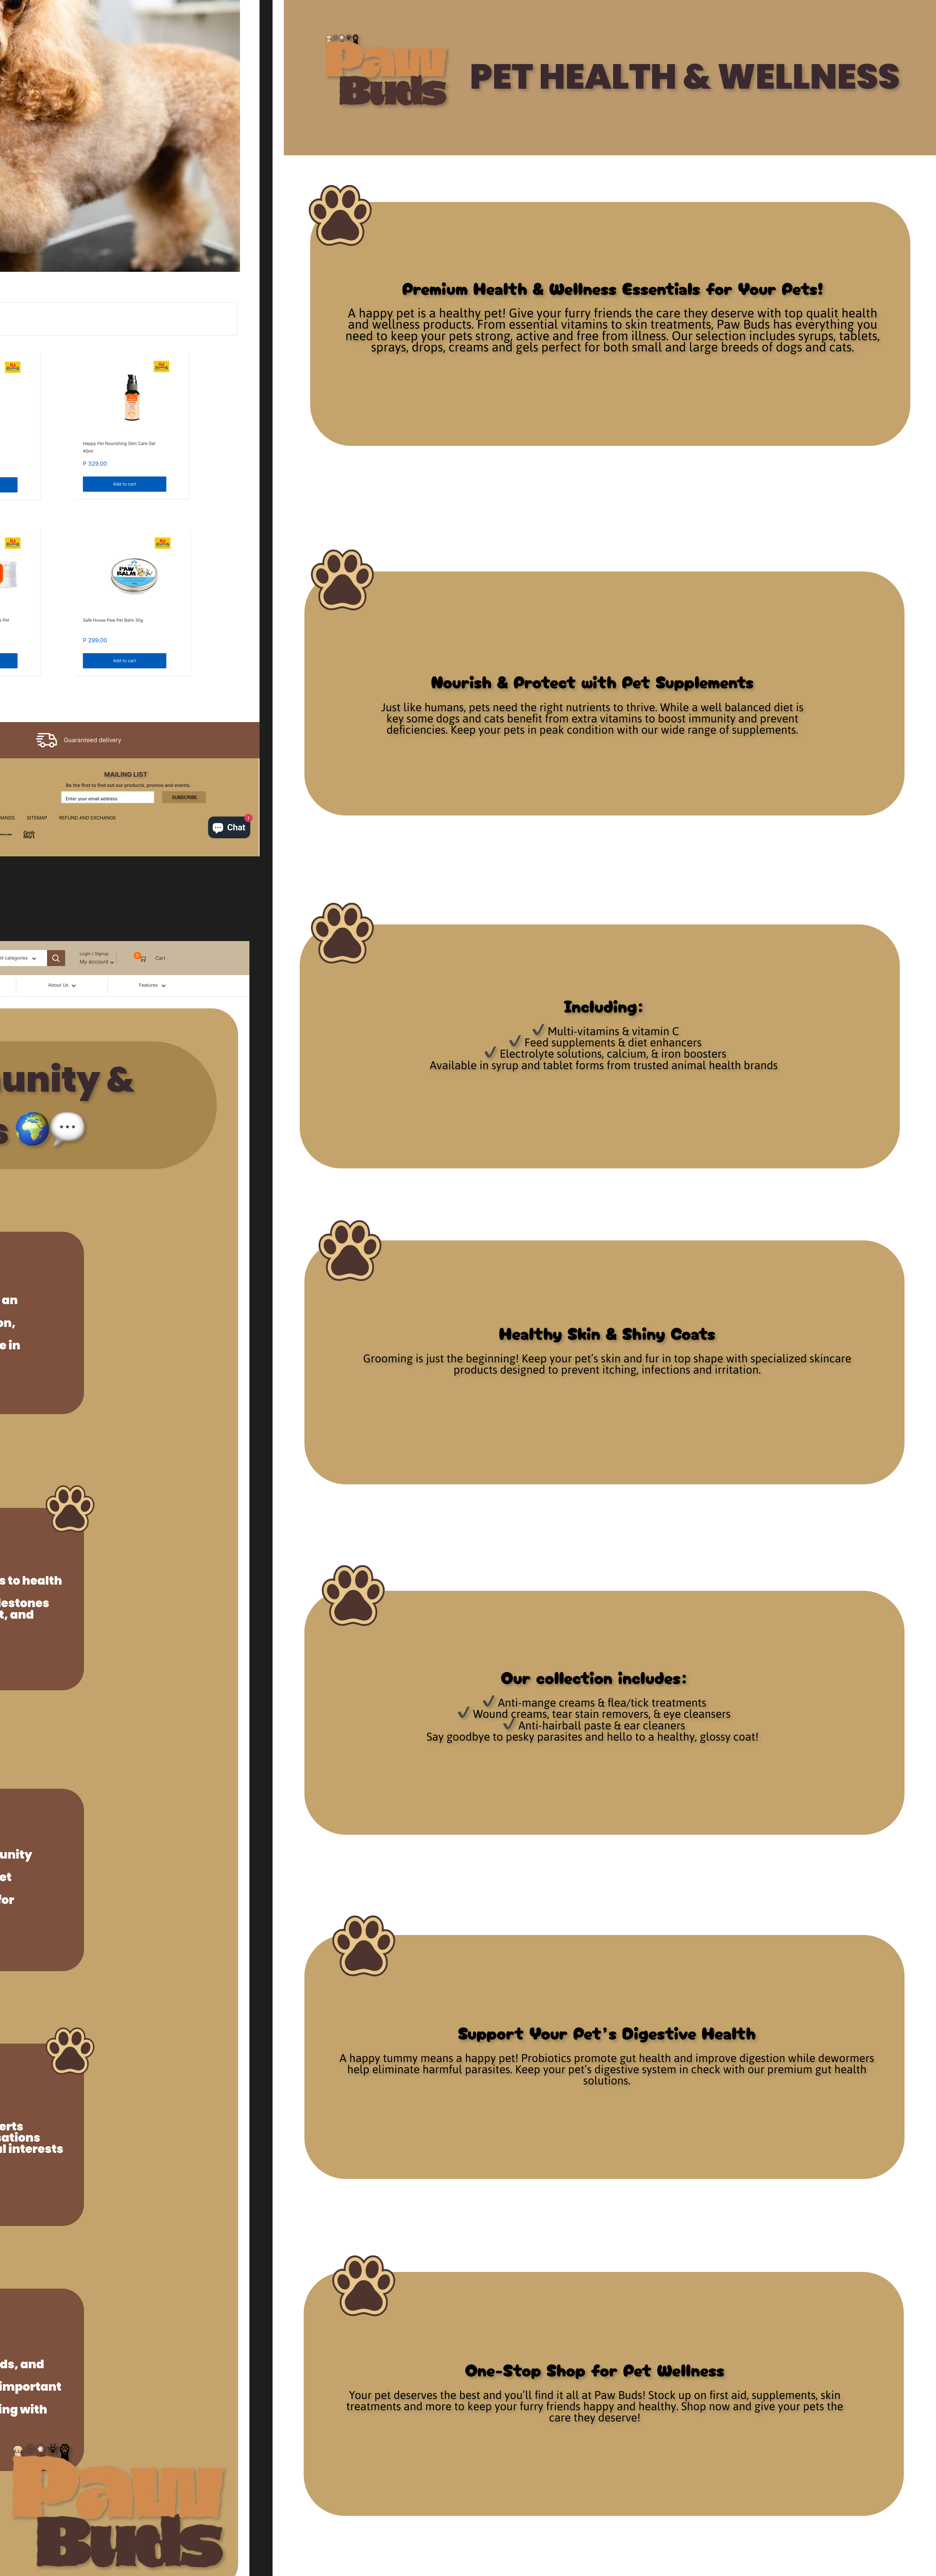 Happy Pet Nourishing Skin Care Gel
40ml
P 329.00
Add to cart
PAW
BALM
e Pet
Safe House Paw Pet Balm 30g
P 299.00
Add to cart
Guaranteed delivery
MAILING LIST
Be the first to find out our products, promos and events.
Enter your email address
SUBSCRIBE
RANDS SITEMAP REFUND AND EXCHANGE
Grab
Mart
Chat
1
All categories
Login / Signup
My account
0
Cart
About Us
Features
unity &
s 🌍💬
an
on,
e in
s to health
lestones
t, and
unity
et
for
erts
sations
al interests
ds, and
important
ing with
Paw
Buds
Paw
Buds
PET HEALTH & WELLNESS
Premium Health & Wellness Essentials for Your Pets!
A happy pet is a healthy pet! Give your furry friends the care they deserve with top qualit health
and wellness products. From essential vitamins to skin treatments, Paw Buds has everything you
need to keep your pets strong, active and free from illness. Our selection includes syrups, tablets,
sprays, drops, creams and gels perfect for both small and large breeds of dogs and cats.
Nourish & Protect with Pet Supplements
Just like humans, pets need the right nutrients to thrive. While a well balanced diet is
key some dogs and cats benefit from extra vitamins to boost immunity and prevent
deficiencies. Keep your pets in peak condition with our wide range of supplements.
Including:
✔ Multi-vitamins & vitamin C
✔ Feed supplements & diet enhancers
✔ Electrolyte solutions, calcium, & iron boosters
Available in syrup and tablet forms from trusted animal health brands
Healthy Skin & Shiny Coats
Grooming is just the beginning! Keep your pet's skin and fur in top shape with specialized skincare
products designed to prevent itching, infections and irritation.
Our collection includes:
✔ Anti-mange creams & flea/tick treatments
✔ Wound creams, tear stain removers, & eye cleansers
✔ Anti-hairball paste & ear cleaners
Say goodbye to pesky parasites and hello to a healthy, glossy coat!
Support Your Pet's Digestive Health
A happy tummy means a happy pet! Probiotics promote gut health and improve digestion while dewormers
help eliminate harmful parasites. Keep your pet's digestive system in check with our premium gut health
solutions.
One-Stop Shop for Pet Wellness
Your pet deserves the best and you'll find it all at Paw Buds! Stock up on first aid, supplements, skin
treatments and more to keep your furry friends happy and healthy. Shop now and give your pets the
care they deserve!